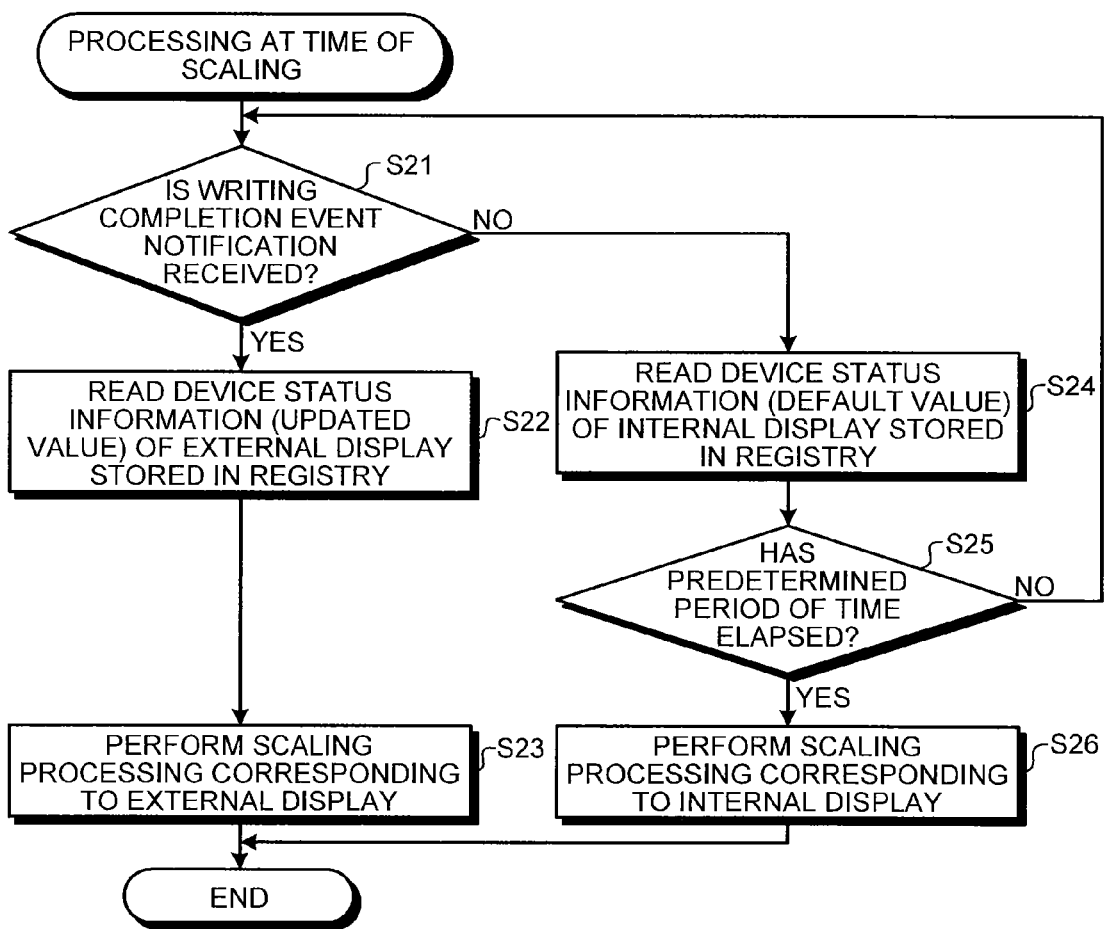 PROCESSING AT TIME OF
SCALING
S21
IS WRITING
COMPLETION EVENT
NOTIFICATION
RECEIVED?
NO
YES
READ DEVICE STATUS
INFORMATION (UPDATED
VALUE) OF EXTERNAL DISPLAY
STORED IN REGISTRY
S22
READ DEVICE STATUS
INFORMATION (DEFAULT VALUE)
OF INTERNAL DISPLAY STORED
IN REGISTRY
S24
HAS
PREDETERMINED
PERIOD OF TIME
ELAPSED?
S25
NO
YES
PERFORM SCALING
PROCESSING CORRESPONDING
TO EXTERNAL DISPLAY
S23
PERFORM SCALING
PROCESSING CORRESPONDING
TO INTERNAL DISPLAY
S26
END